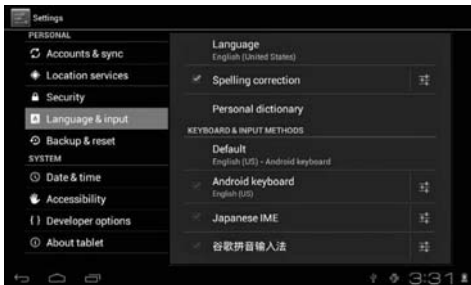 Settings
PERSONAL
Accounts & sync
Location services
Security
Language & input
Backup & reset
SYSTEM
Date & time
Accessibility
Developer options
About tablet
Language
English (United States)
Spelling correction
Personal dictionary
KEYBOARD & INPUT METHODS
Default
English (US) - Android keyboard
Android keyboard
English (US)
Japanese IME
谷歌拼音输入法
3:31